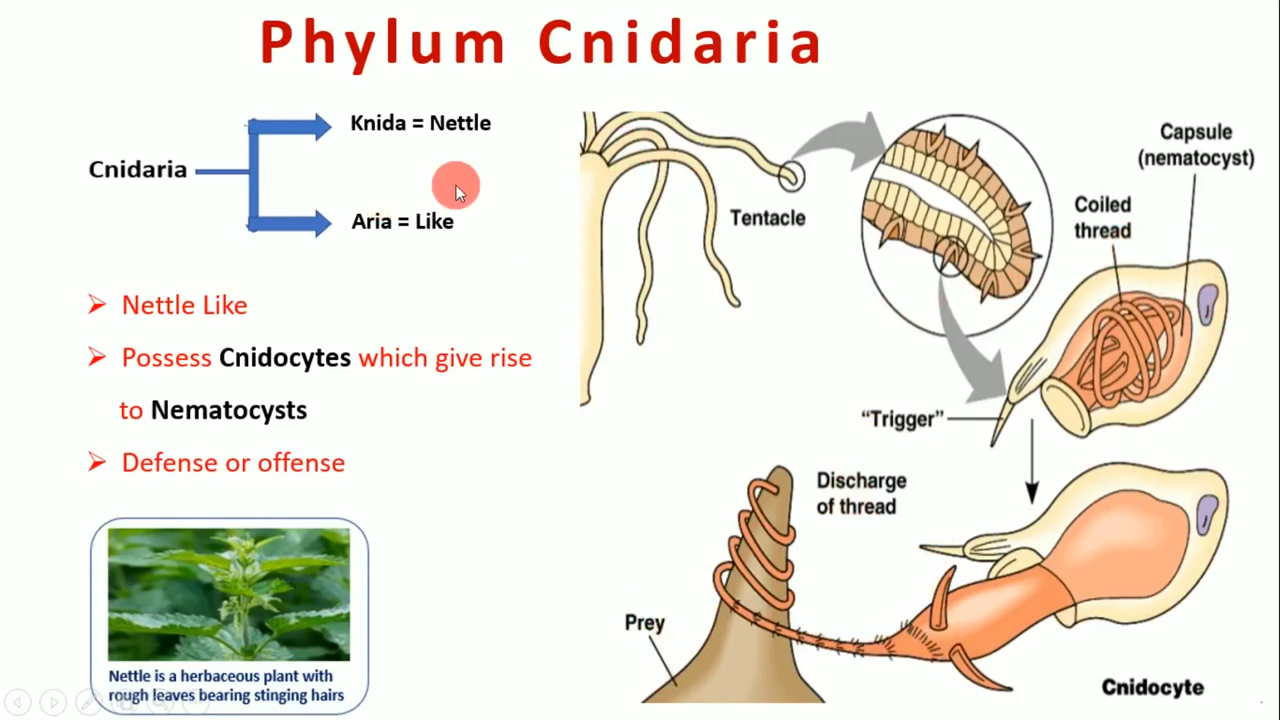 Phylum Cnidaria
Cnidaria
Knida = Nettle
Aria = Like
➢ Nettle Like
➢ Possess Cnidocytes which give rise
to Nematocysts
➢ Defense or offense
Nettle is a herbaceous plant with
rough leaves bearing stinging hairs
Tentacle
Capsule
(nematocyst)
Coiled
thread
“Trigger”
Discharge
of thread
Prey
Cnidocyte